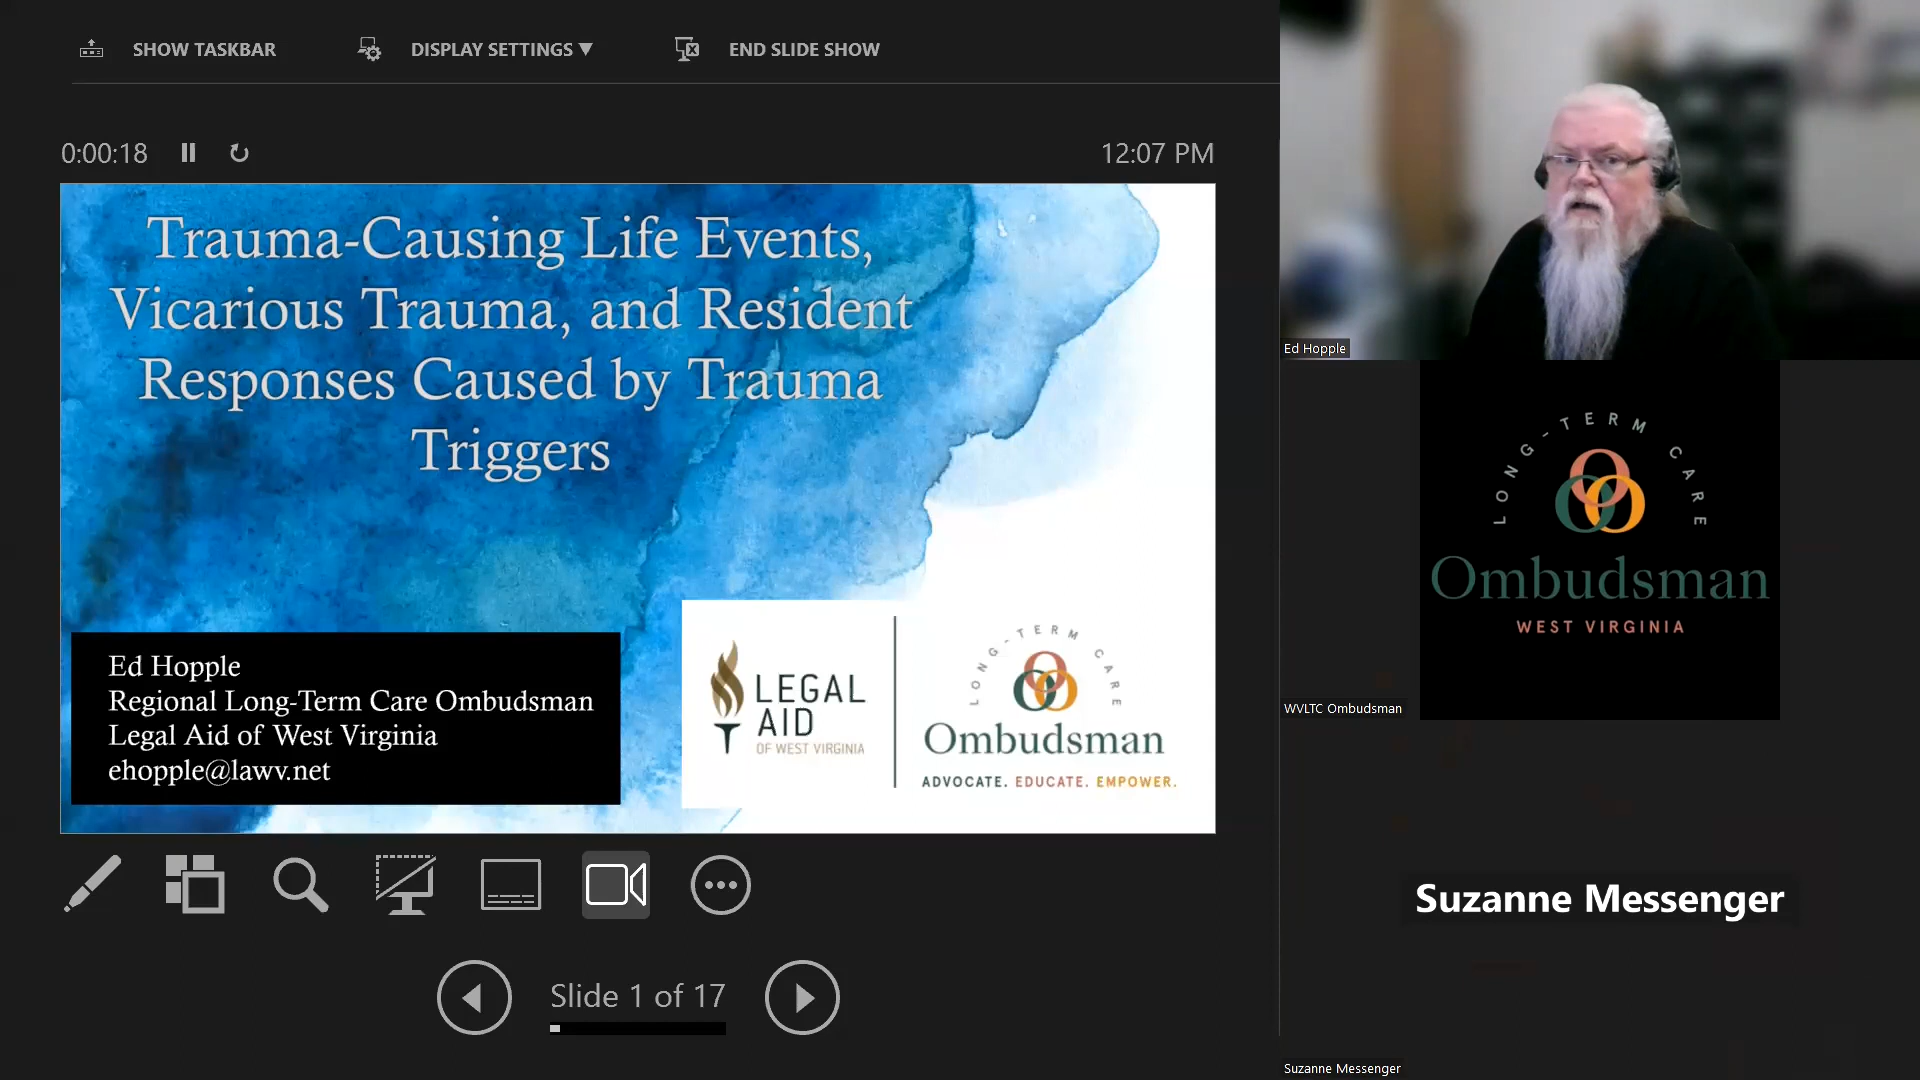 SHOW TASKBAR
DISPLAY SETTINGS ▼
END SLIDE SHOW
0:00:18
12:07 PM
Trauma-Causing Life Events,
Vicarious Trauma, and Resident
Responses Caused by Trauma
Triggers
Ed Hopple
Regional Long-Term Care Ombudsman
Legal Aid of West Virginia
ehopple@lawv.net
LEGAL
AID
OF WEST VIRGINIA
LONG-TERM CARE
Ombudsman
ADVOCATE. EDUCATE. EMPOWER.
Slide 1 of 17
Ed Hopple
LONG-TERM CARE
Ombudsman
WEST VIRGINIA
WVLTC Ombudsman
Suzanne Messenger
Suzanne Messenger